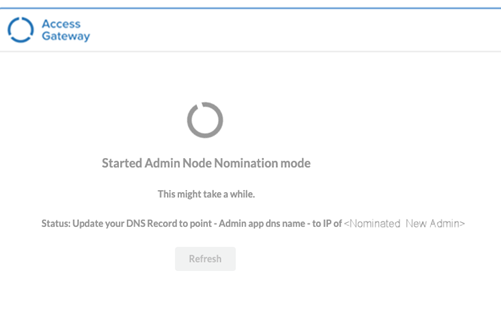 Access
Gateway
Started Admin Node Nomination mode
This might take a while.
Status: Update your DNS Record to point - Admin app dns name - to IP of <Nominated New Admin>
Refresh